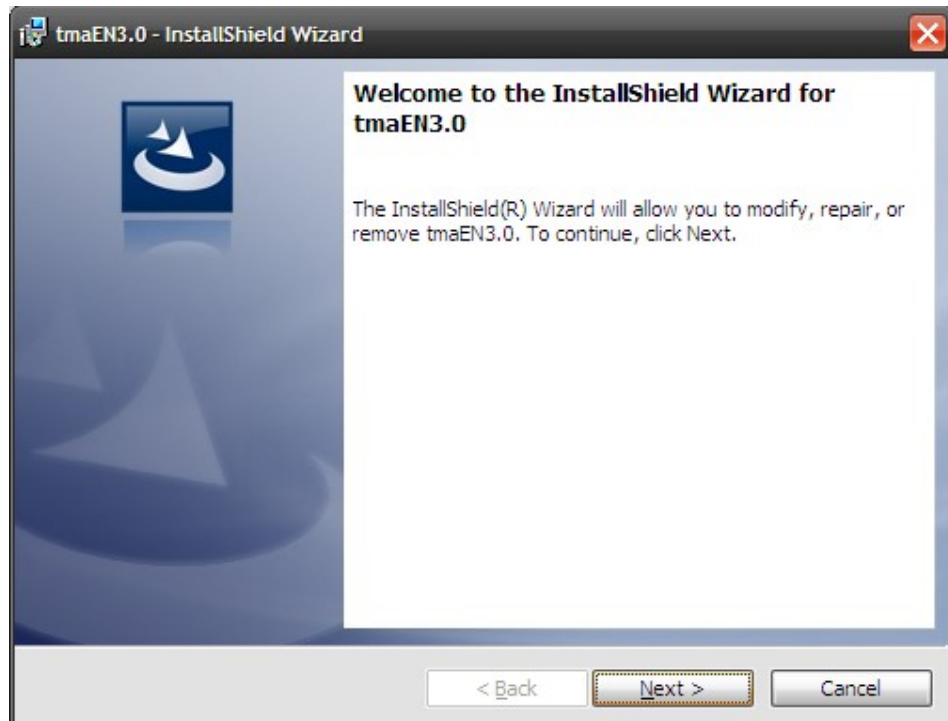 tmaEN3.0 - InstallShield Wizard
Welcome to the InstallShield Wizard for
tmaEN3.0
The InstallShield(R) Wizard will allow you to modify, repair, or
remove tmaEN3.0. To continue, click Next.
< Back Next > Cancel